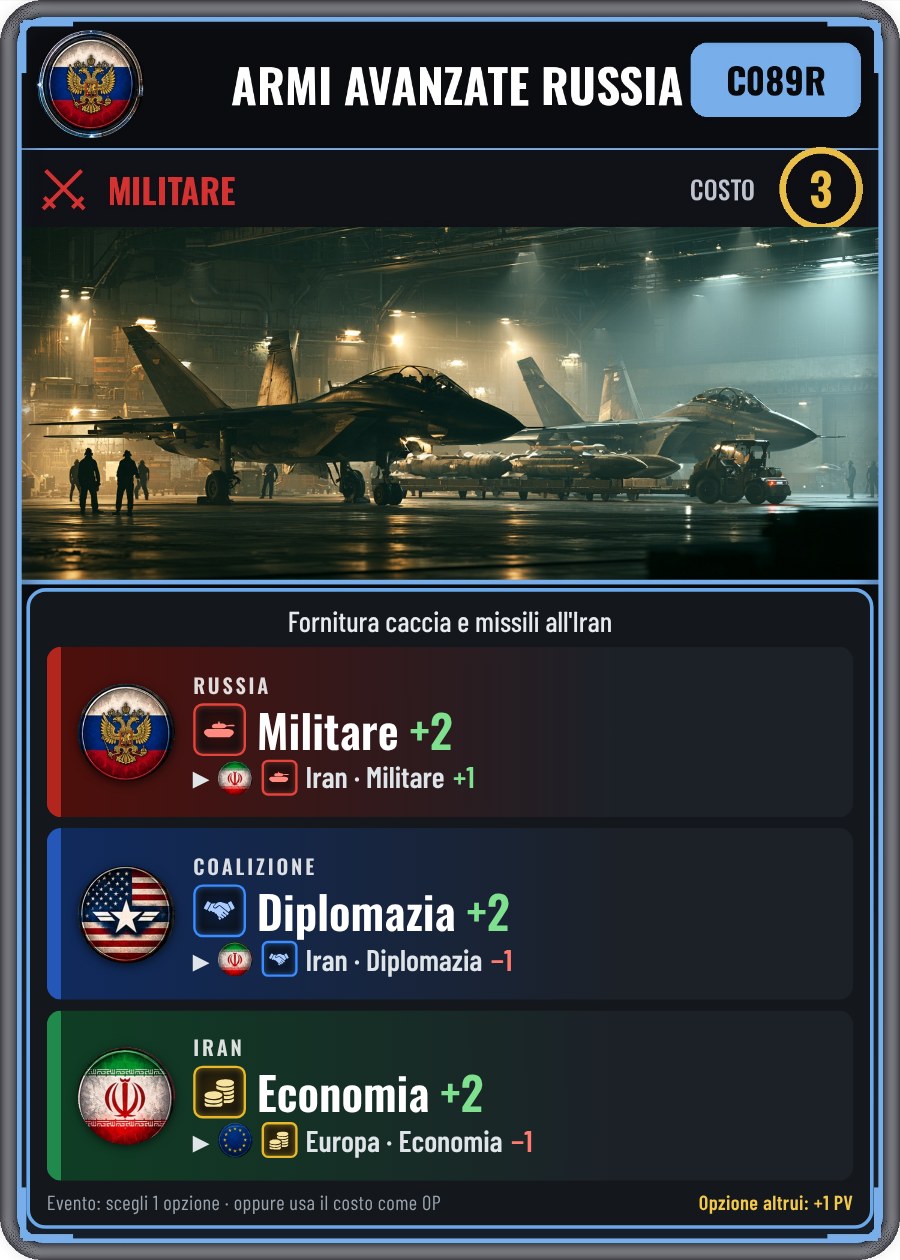 ARMI AVANZATE RUSSIA
C089R
MILITARE
COSTO
3
Fornitura caccia e missili all'Iran
RUSSIA
Militare +2
▶ Iran · Militare +1
COALIZIONE
Diplomazia +2
▶ Iran · Diplomazia −1
IRAN
Economia +2
▶ Europa · Economia −1
Evento: scegli 1 opzione · oppure usa il costo come OP
Opzione altrui: +1 PV